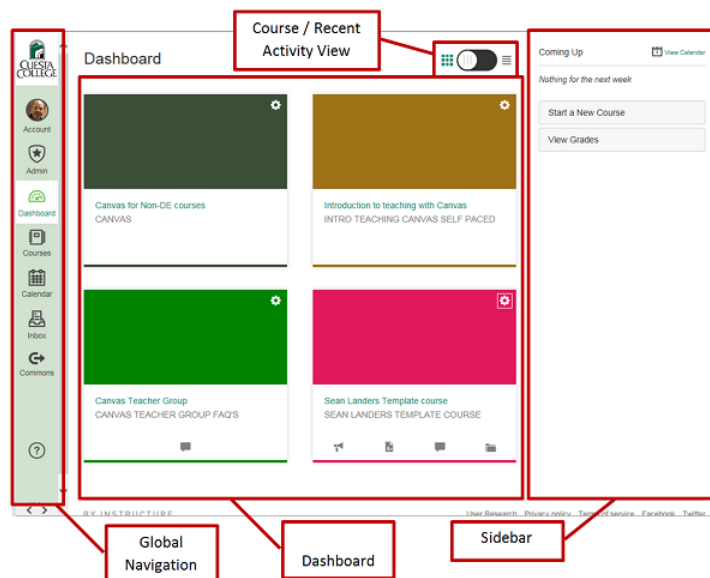 Course / Recent
Activity View
CUESTA
COLLEGE
Account
Admin
Dashboard
Courses
Calendar
Inbox
Commons
?
Dashboard
Canvas for Non-DE courses
CANVAS
Introduction to teaching with Canvas
INTRO TEACHING CANVAS SELF PACED
Canvas Teacher Group
CANVAS TEACHER GROUP FAQ'S
Sean Landers Template course
SEAN LANDERS TEMPLATE COURSE
Coming Up
View Calendar
Nothing for the next week
Start a New Course
View Grades
BY INSTRUCTURE
User Research Privacy policy Terms of service Facebook Twitter
Global
Navigation
Dashboard
Sidebar